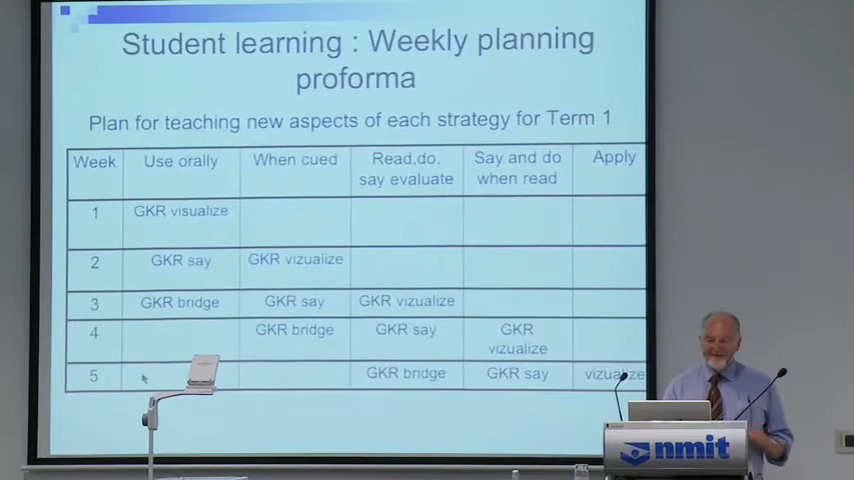 Student learning : Weekly planning
proforma
Plan for teaching new aspects of each strategy for Term 1
Week Use orally When cued Read,do, say evaluate Say and do when read Apply
1 GKR visualize
2 GKR say GKR vizualize
3 GKR bridge GKR say GKR vizualize
4 GKR bridge GKR say GKR vizualize
5 GKR bridge GKR say vizualize
nmit